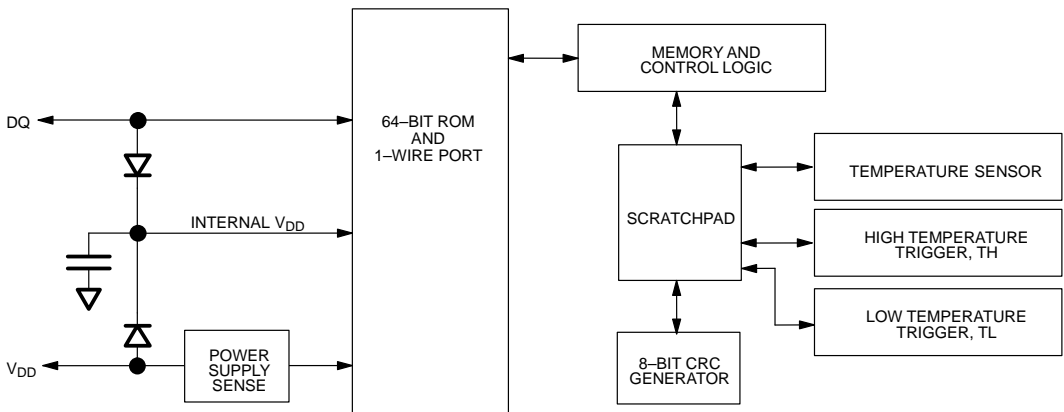 DQ
VDD
INTERNAL VDD
POWER
SUPPLY
SENSE
64–BIT ROM
AND
1–WIRE PORT
MEMORY AND
CONTROL LOGIC
SCRATCHPAD
8–BIT CRC
GENERATOR
TEMPERATURE SENSOR
HIGH TEMPERATURE
TRIGGER, TH
LOW TEMPERATURE
TRIGGER, TL